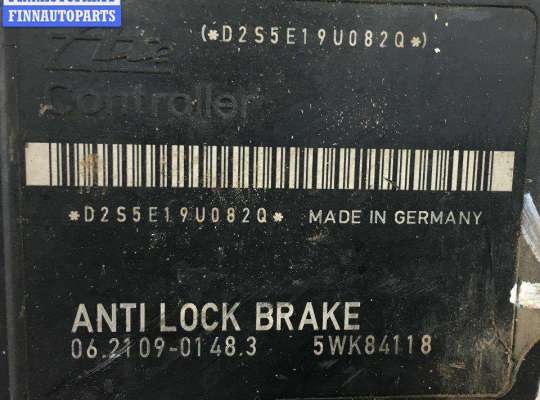 FINNAUTOPARTS
(*D2S5E19U082Q*)
Controller
*D2S5E19U082Q* MADE IN GERMANY
ANTI LOCK BRAKE
06.2109-0148.3 5WK84118